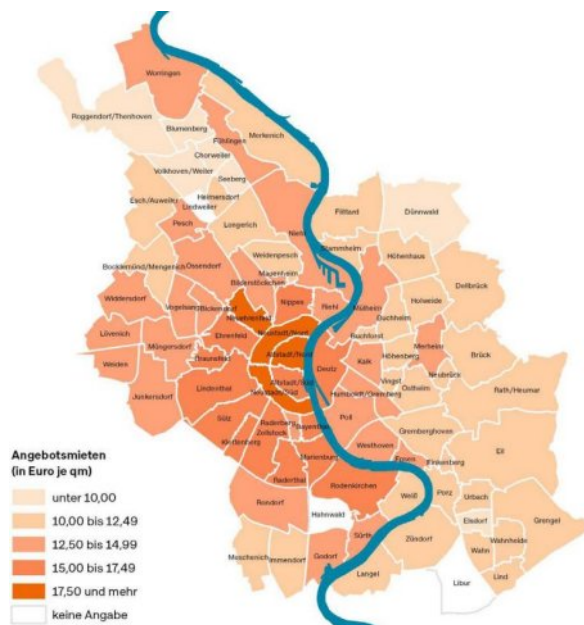 Worringen
Roggendorf/Thenhoven
Blumenberg
Merkenich
Fühlingen
Chorweiler
Volkhoven/Weiler
Seeberg
Heimersdorf
Esch/Auweiler
Lindweiler
Pesch
Longerich
Niehl
Flittard
Dünnwald
Stammheim
Höhenhaus
Weidenpesch
Bocklemünd/Mengenich
Ossendorf
Mauenheim
Bilderstöckchen
Dellbrück
Widdersdorf
Vogelsang
Bickendorf
Nippes
Riehl
Mülheim
Holweide
Buchheim
Neuehrenfeld
Lövenich
Müngersdorf
Ehrenfeld
Neustadt/Nord
Buchforst
Merheim
Brück
Altstadt/Nord
Höhenberg
Weiden
Braunsfeld
Deutz
Kalk
Neubrück
Vingst
Ostheim
Rath/Heumar
Junkersdorf
Lindenthal
Altstadt/Süd
Neustadt/Süd
Humboldt/Gremberg
Sülz
Raderberg
Bayenthal
Poll
Zollstock
Gremberghoven
Klettenberg
Marienburg
Westhoven
Eil
Ensen
Finkenberg
Raderthal
Rodenkirchen
Weiß
Porz
Urbach
Rondorf
Hahnwald
Elsdorf
Grengel
Sürth
Zündorf
Wahnheide
Wahn
Meschenich
Immendorf
Godorf
Langel
Libur
Lind
Angebotsmieten
(in Euro je qm)
unter 10,00
10,00 bis 12,49
12,50 bis 14,99
15,00 bis 17,49
17,50 und mehr
keine Angabe